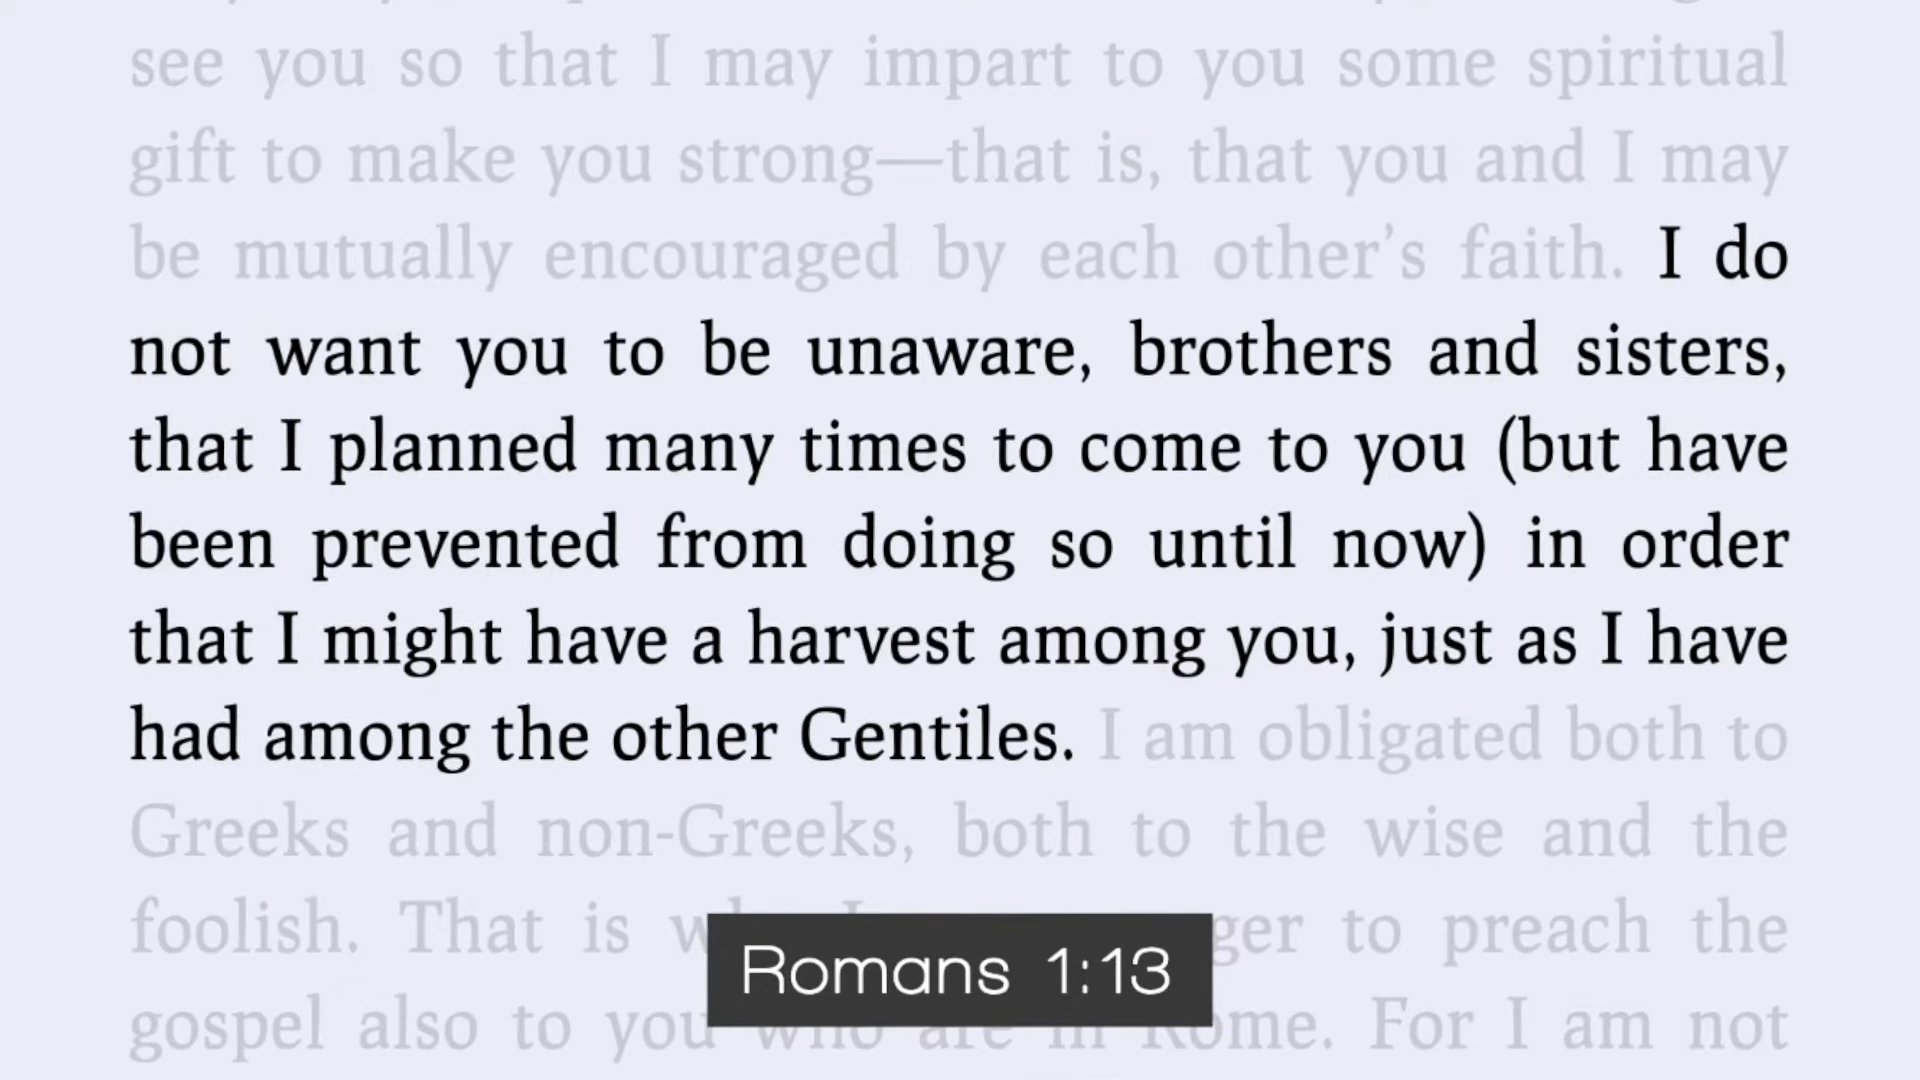 see you so that I may impart to you some spiritual
gift to make you strong—that is, that you and I may
be mutually encouraged by each other’s faith. I do
not want you to be unaware, brothers and sisters,
that I planned many times to come to you (but have
been prevented from doing so until now) in order
that I might have a harvest among you, just as I have
had among the other Gentiles. I am obligated both to
Greeks and non-Greeks, both to the wise and the
foolish. That is to preach the
Romans 1:13
gospel also to you who are in Rome. For I am not